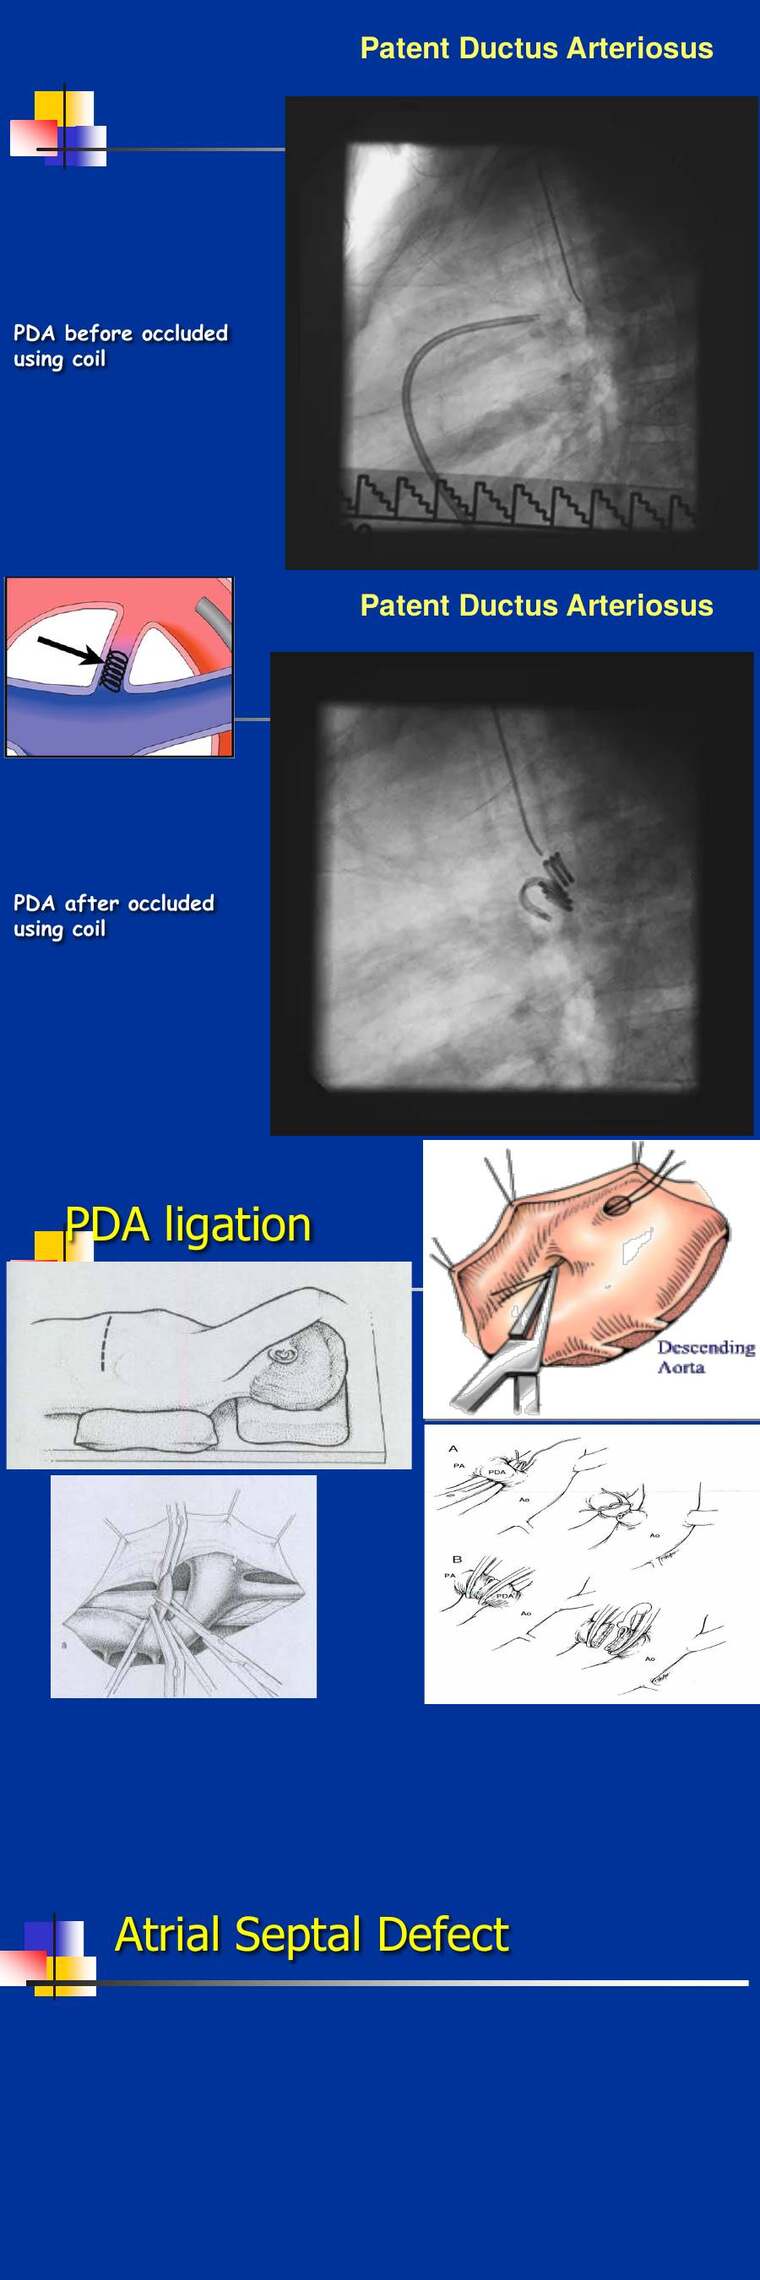 Patent Ductus Arteriosus
PDA before occluded
using coil
Patent Ductus Arteriosus
PDA after occluded
using coil
PDA ligation
Descending
Aorta
A
PA
PDA
Ao
Ao
B
PA
PDA
Ao
Ao
a
Atrial Septal Defect